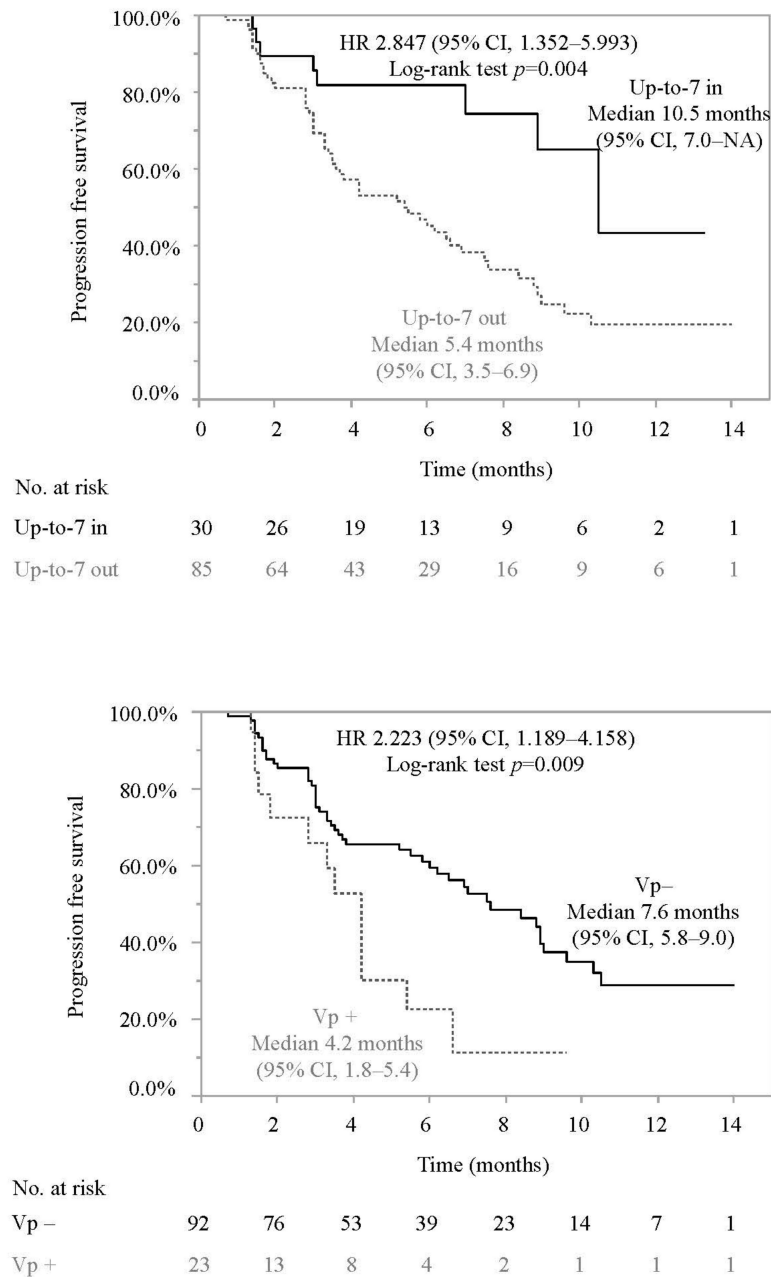 100.0%
80.0%
60.0%
40.0%
20.0%
0.0%
Progression free survival
HR 2.847 (95% CI, 1.352–5.993)
Log-rank test p=0.004
Up-to-7 in
Median 10.5 months
(95% CI, 7.0–NA)
Up-to-7 out
Median 5.4 months
(95% CI, 3.5–6.9)
0 2 4 6 8 10 12 14
Time (months)
No. at risk
Up-to-7 in 30 26 19 13 9 6 2 1
Up-to-7 out 85 64 43 29 16 9 6 1
100.0%
80.0%
60.0%
40.0%
20.0%
0.0%
Progression free survival
HR 2.223 (95% CI, 1.189–4.158)
Log-rank test p=0.009
Vp–
Median 7.6 months
(95% CI, 5.8–9.0)
Vp +
Median 4.2 months
(95% CI, 1.8–5.4)
0 2 4 6 8 10 12 14
Time (months)
No. at risk
Vp – 92 76 53 39 23 14 7 1
Vp + 23 13 8 4 2 1 1 1